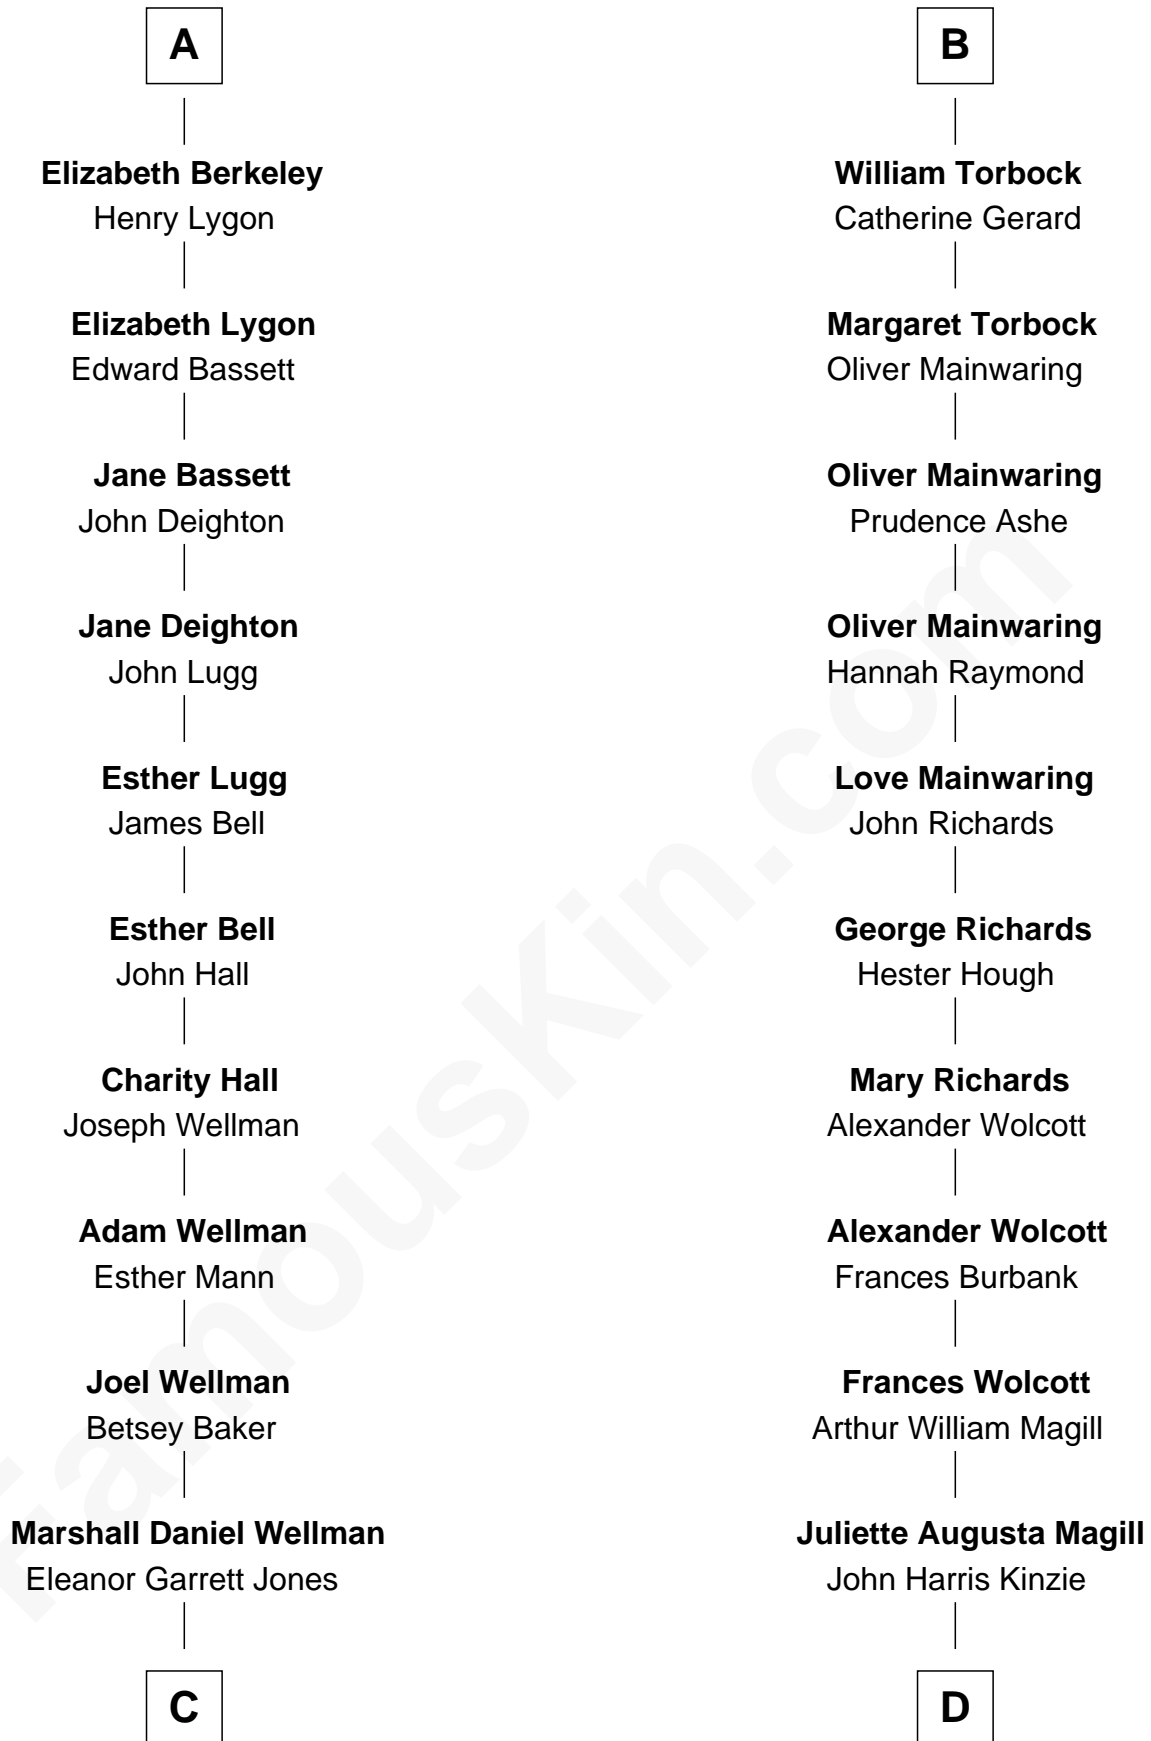 A
Elizabeth Berkeley
Henry Lygon
Elizabeth Lygon
Edward Bassett
Jane Bassett
John Deighton
Jane Deighton
John Lugg
Esther Lugg
James Bell
Esther Bell
John Hall
Charity Hall
Joseph Wellman
Adam Wellman
Esther Mann
Joel Wellman
Betsey Baker
Marshall Daniel Wellman
Eleanor Garrett Jones
C
B
William Torbock
Catherine Gerard
Margaret Torbock
Oliver Mainwaring
Oliver Mainwaring
Prudence Ashe
Oliver Mainwaring
Hannah Raymond
Love Mainwaring
John Richards
George Richards
Hester Hough
Mary Richards
Alexander Wolcott
Alexander Wolcott
Frances Burbank
Frances Wolcott
Arthur William Magill
Juliette Augusta Magill
John Harris Kinzie
D
FamousKin.com